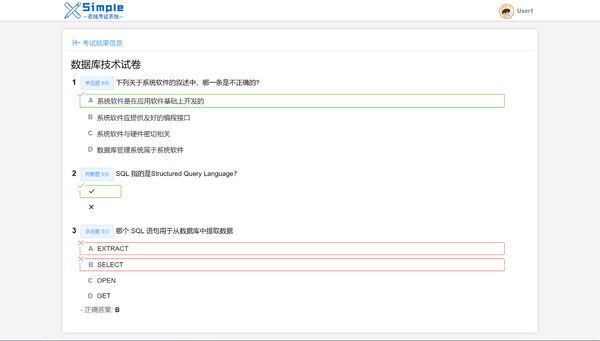 Simple
—在线考试系统—
User1
考试结果信息
数据库技术试卷
1 单选题 5分 下列关于系统软件的叙述中，哪一条是不正确的?
A 系统软件是在应用软件基础上开发的
B 系统软件应提供友好的编程接口
C 系统软件与硬件密切相关
D 数据库管理系统属于系统软件
2 判断题 5分 SQL 指的是Structured Query Language?
3 多选题 5分 哪个 SQL 语句用于从数据库中提取数据
A EXTRACT
B SELECT
C OPEN
D GET
- 正确答案: B